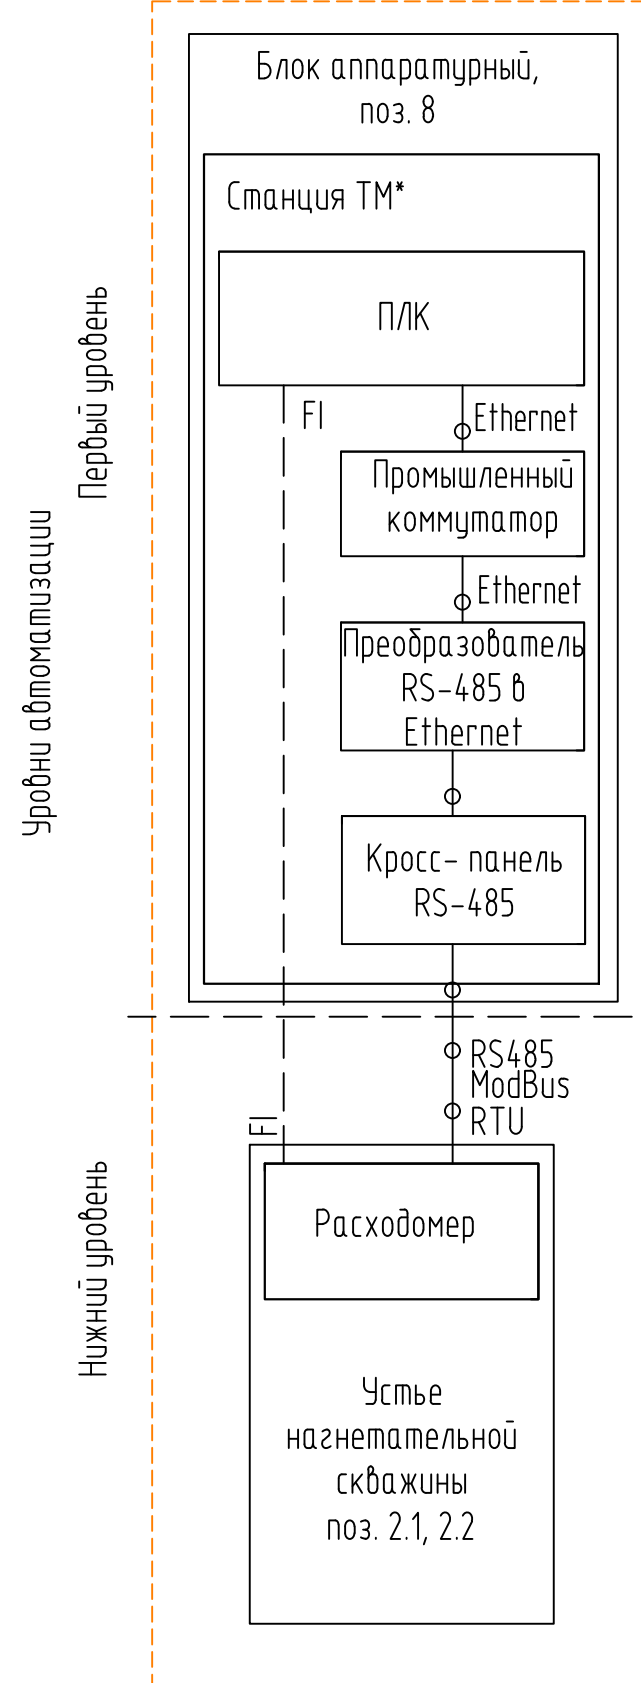 Блок аппаратурный,
поз. 8
Станция ТМ*
ПЛК
FI
Ethernet
Промышленный
коммутатор
Ethernet
Преобразователь
RS-485 в
Ethernet
Кросс- панель
RS-485
Первый уровень
Уровни автоматизации
RS485
ModBus
RTU
FI
Расходомер
Нижний уровень
Устье
нагнетательной
скважины
поз. 2.1, 2.2